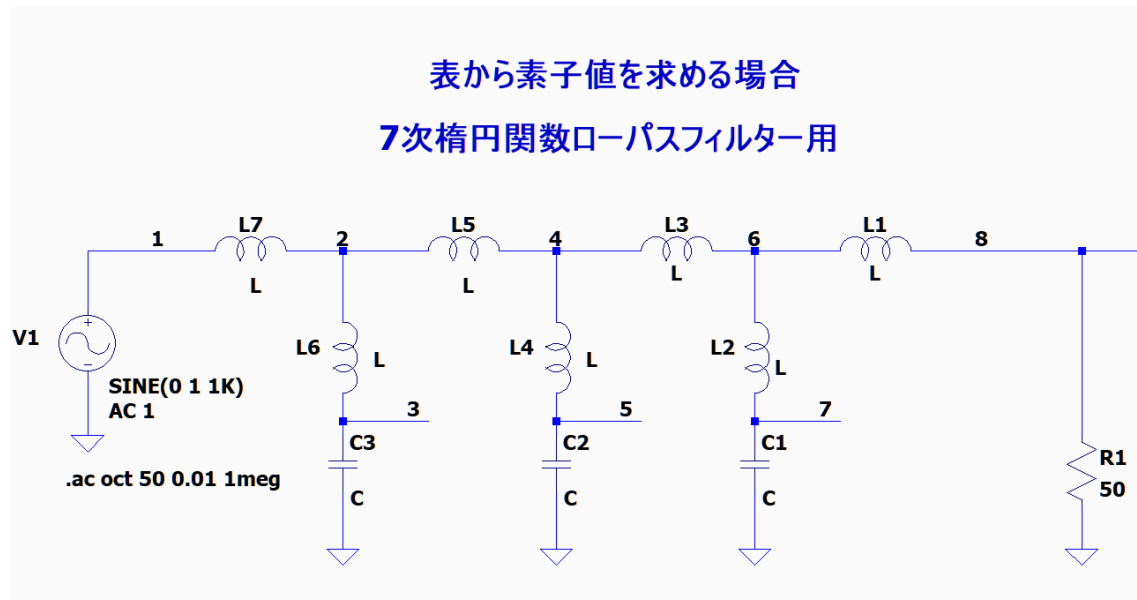 表から素子値を求める場合
7次楕円関数ローパスフィルター用
L7 L5 L3 L1
1 2 4 6 8
L L L L
V1
L6 L L4 L L2 L
SINE(0 1 1K)
AC 1
3 5 7
C3 C2 C1
R1
50
.ac oct 50 0.01 1meg
C C C